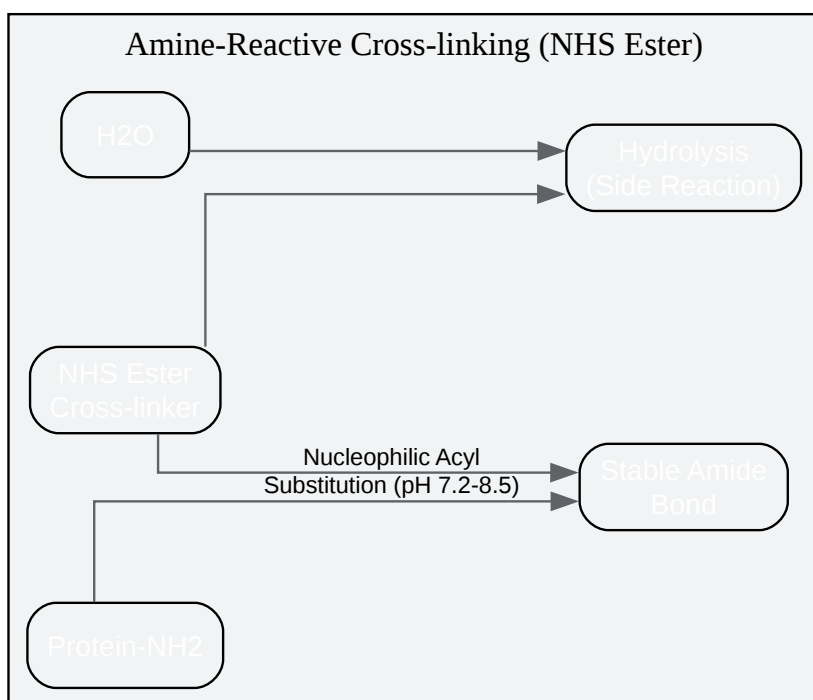 Amine-Reactive Cross-linking (NHS Ester)
H2O
Hydrolysis
(Side Reaction)
NHS Ester
Cross-linker
Nucleophilic Acyl
Substitution (pH 7.2-8.5)
Stable Amide
Bond
Protein-NH2